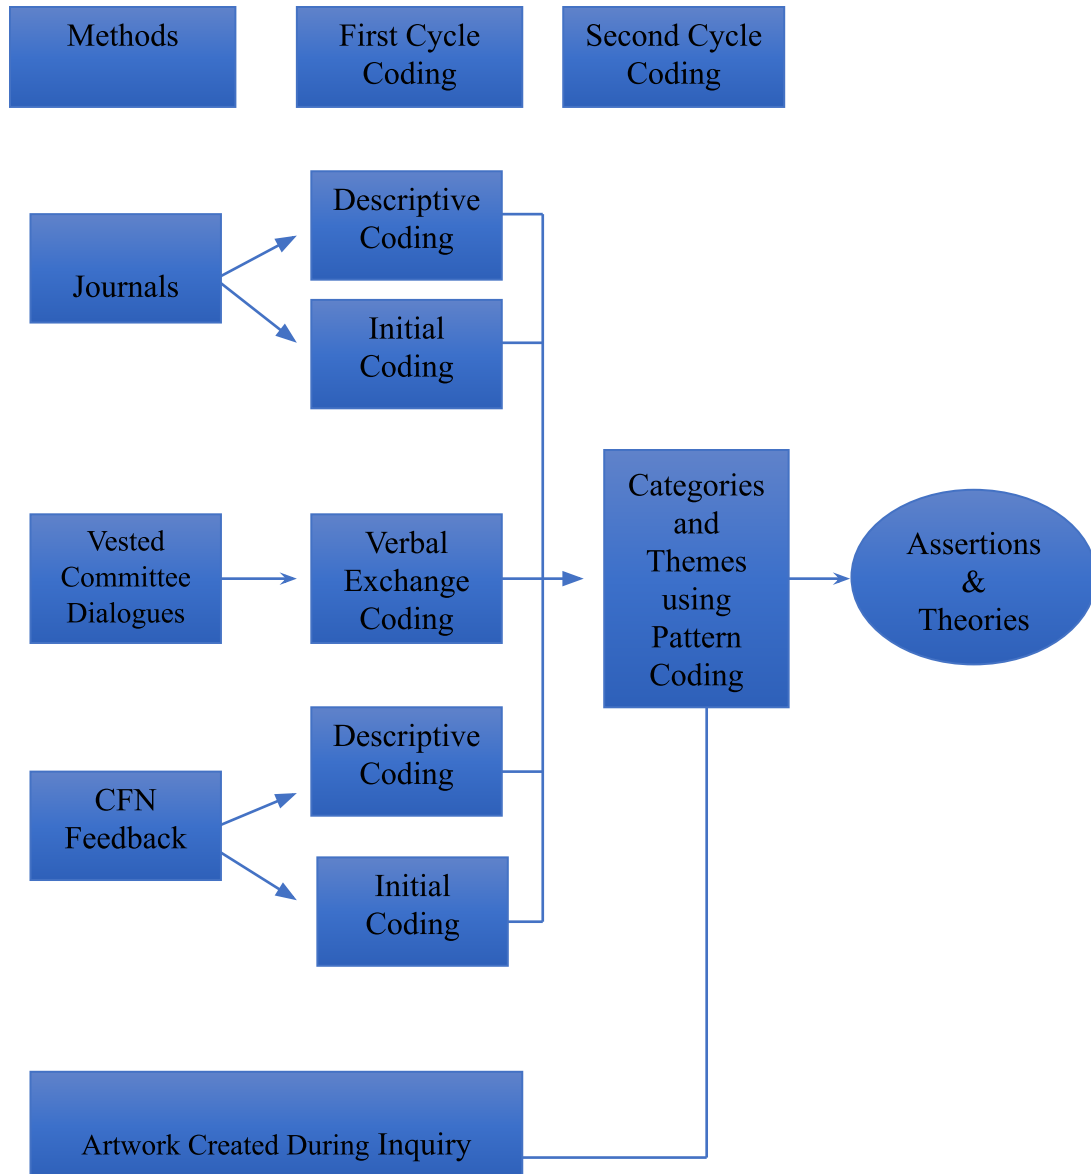 Methods
First Cycle
Coding
Second Cycle
Coding
Descriptive
Coding
Journals
Initial
Coding
Vested
Committee
Dialogues
Verbal
Exchange
Coding
Categories
and
Themes
using
Pattern
Coding
Assertions
&
Theories
Descriptive
Coding
CFN
Feedback
Initial
Coding
Artwork Created During Inquiry